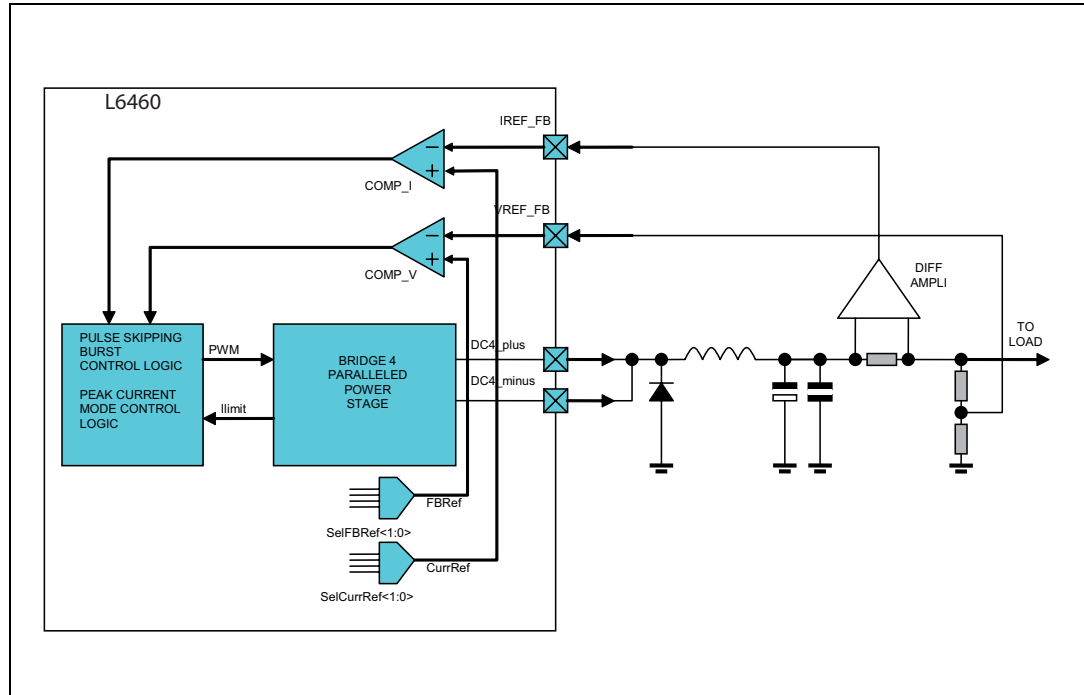 L6460
IREF_FB
−
+
COMP_I
VREF_FB
−
+
COMP_V
DIFF
AMPLI
TO
LOAD
PULSE SKIPPING
BURST
CONTROL LOGIC
PEAK CURRENT
MODE CONTROL
LOGIC
PWM
Ilimit
BRIDGE 4
PARALLELED
POWER
STAGE
DC4_plus
DC4_minus
FBRef
SelFBRef<1:0>
CurrRef
SelCurrRef<1:0>